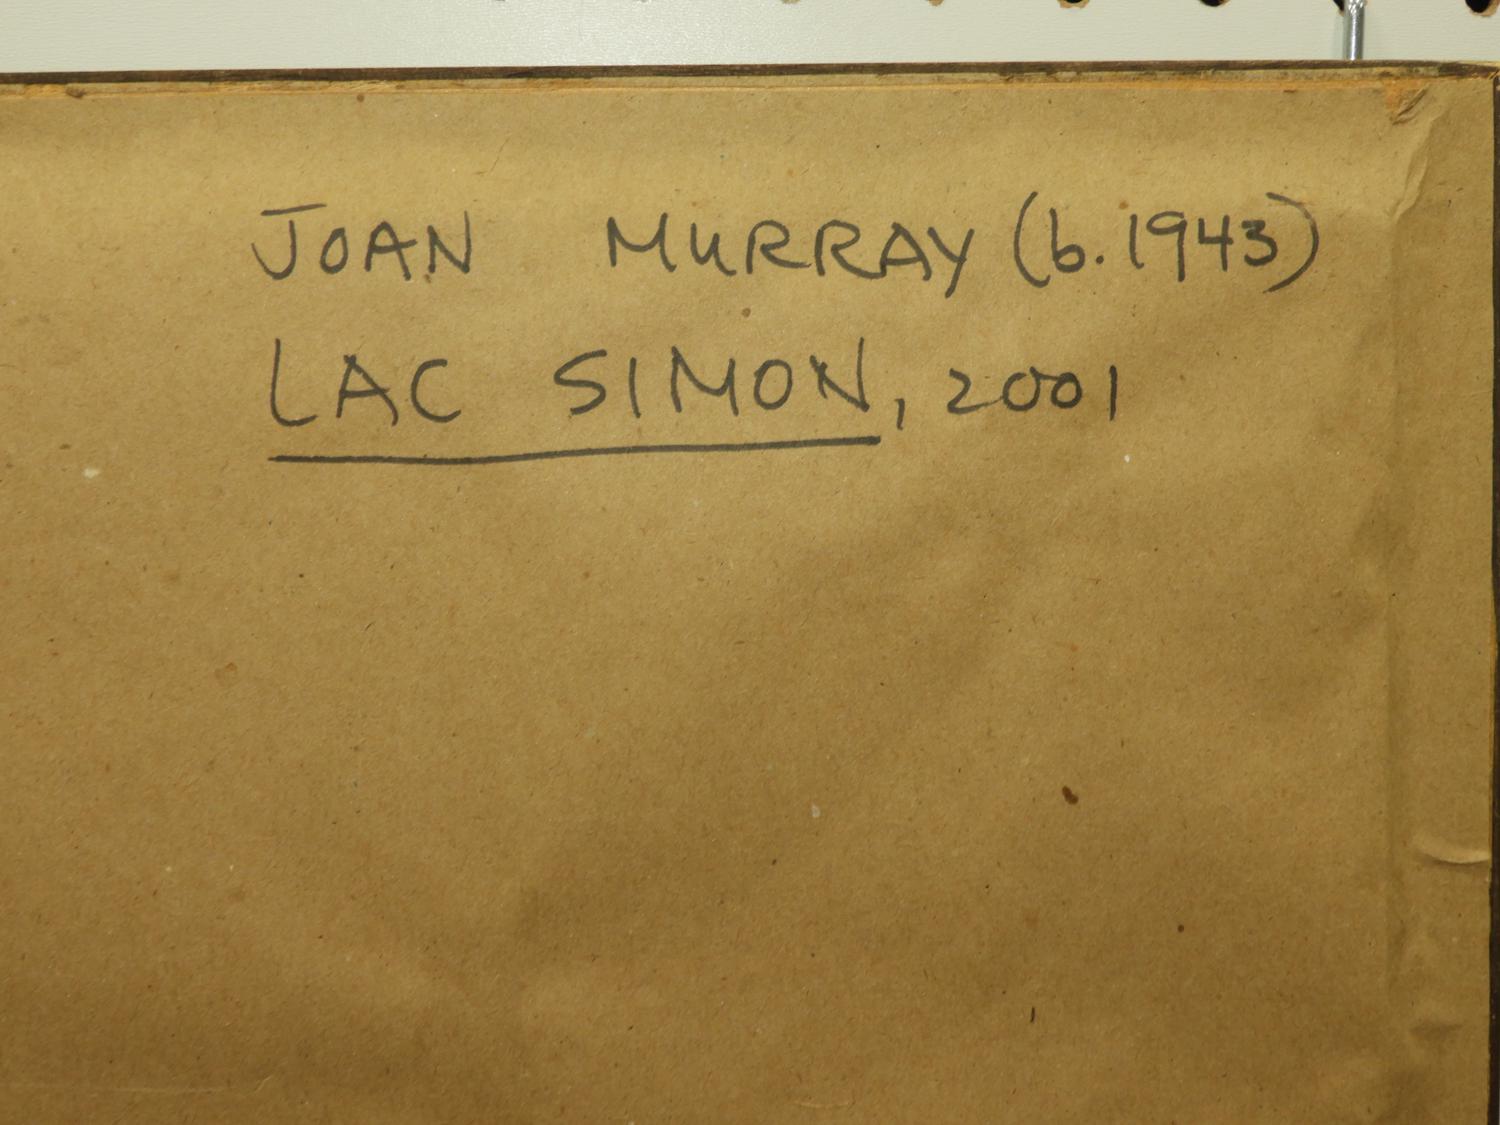 JOAN MURRAY (b. 1943)
LAC SIMON, 2001